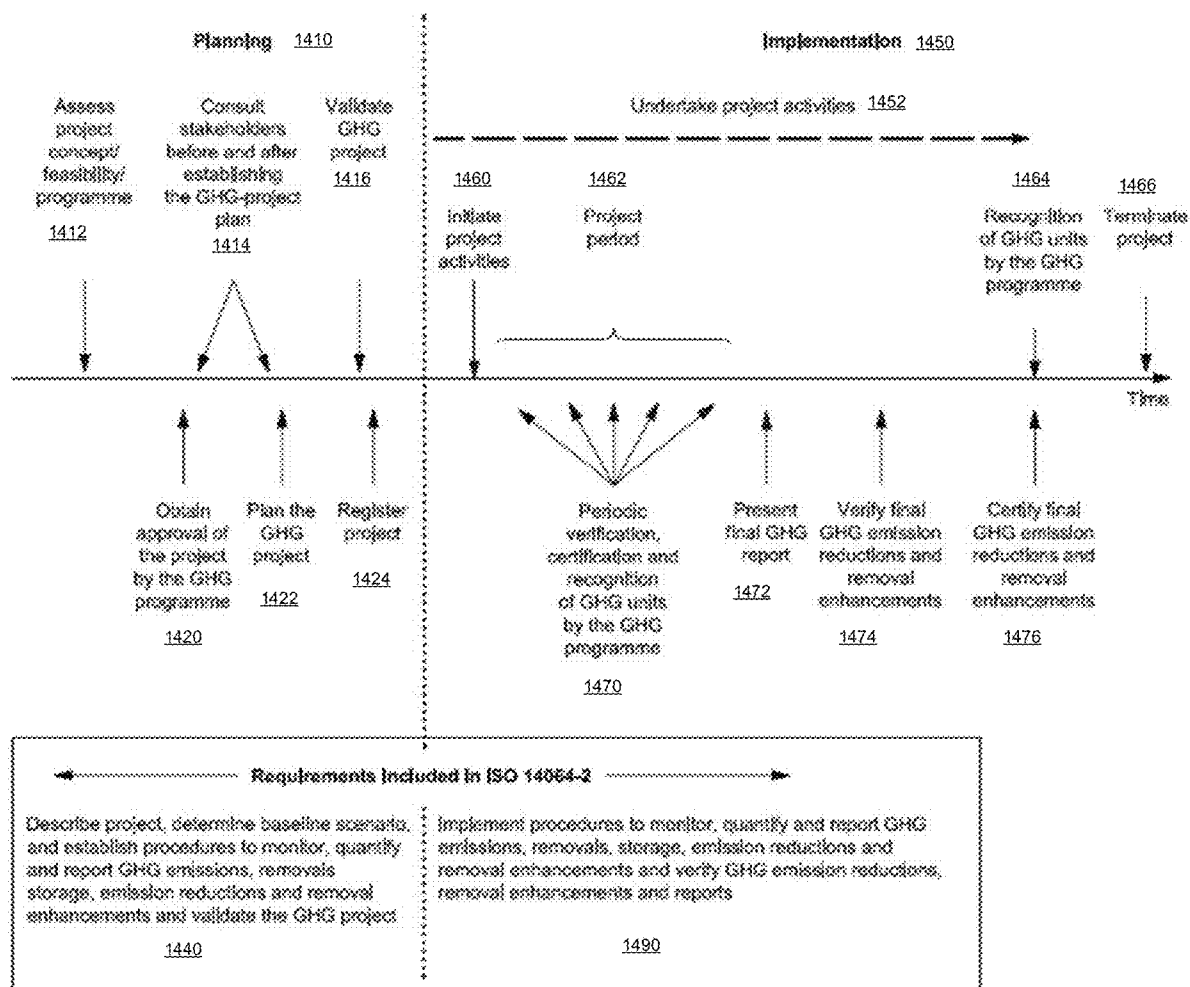 Planning 1410
Implementation 1450
Assess
project
concept/
feasibility/
programme
1412
Consult
stakeholders
before and after
establishing
the GHG-project
plan
1414
Validate
GHG
project
1416
Undertake project activities 1452
1460
Initiate
project
activities
1462
Project
period
1464
Recognition
of GHG units
by the GHG
programme
1466
Terminate
project
Time
Obtain
approval of
the project
by the GHG
programme
1420
Plan the
GHG
project
1422
Register
project
1424
Periodic
verification,
certification and
recognition
of GHG units
by the GHG
programme
1470
Present
final GHG
report
1472
Verify final
GHG emission
reductions and
removal
enhancements
1474
Certify final
GHG emission
reductions and
removal
enhancements
1476
Requirements Included in ISO 14064-2
Describe project, determine baseline scenario,
and establish procedures to monitor, quantify
and report GHG emissions, removals
storage, emission reductions and removal
enhancements and validate the GHG project
1440
Implement procedures to monitor, quantify and report GHG
emissions, removals, storage, emission reductions and
removal enhancements and verify GHG emission reductions,
removal enhancements and reports
1490